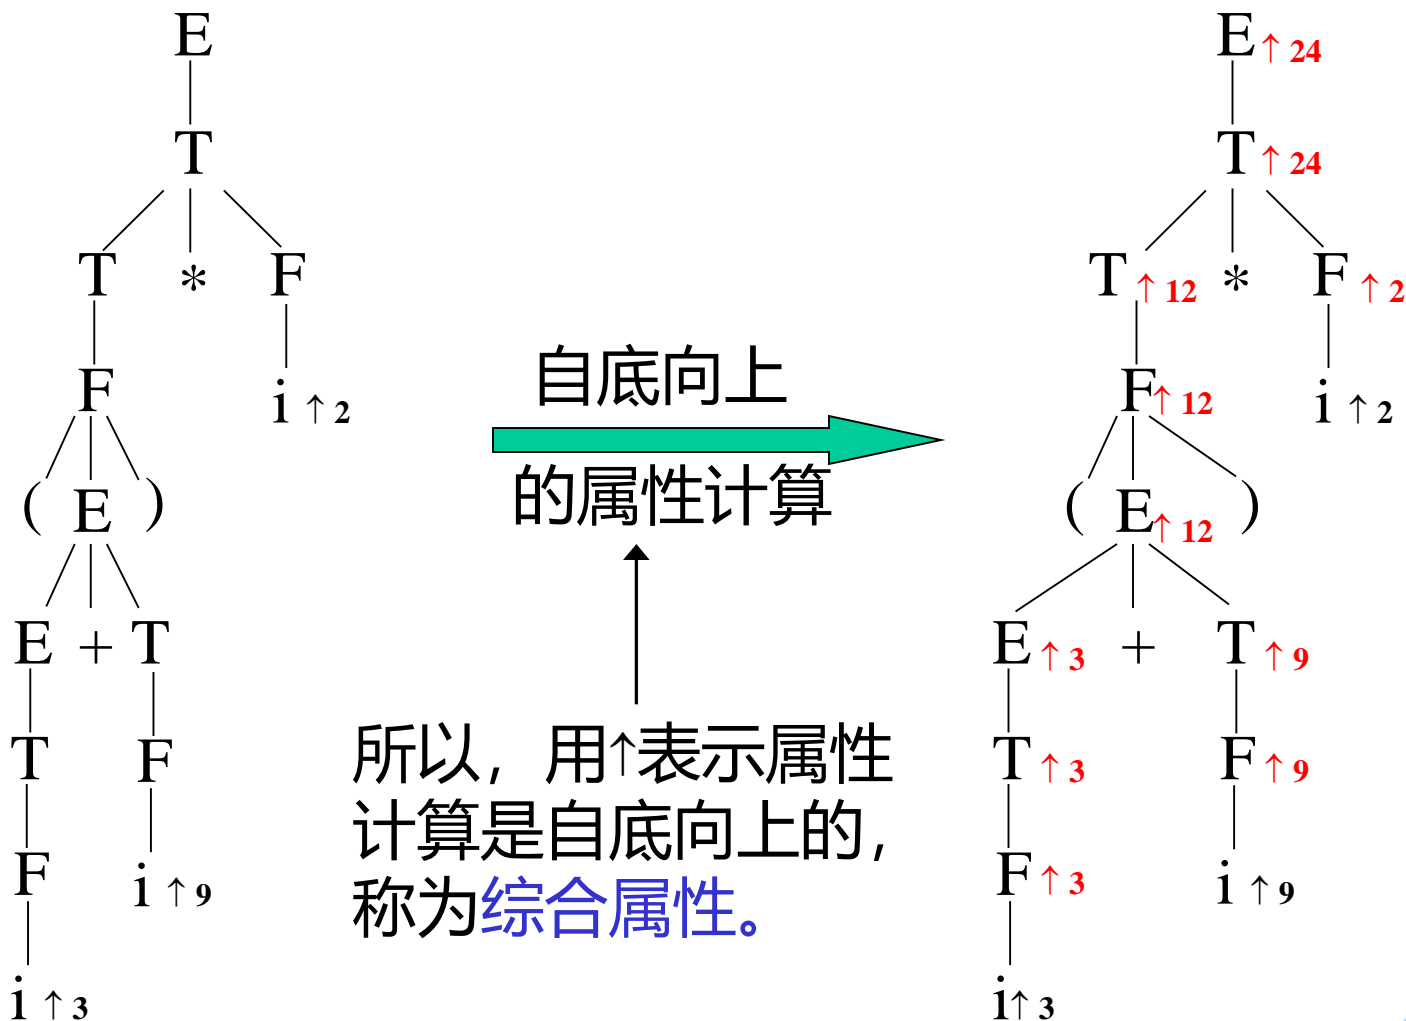 E
T
T * F
F i ↑ 2
( E )
E + T
T F
F i ↑ 9
i ↑ 3
自底向上
的属性计算
所以，用↑表示属性
计算是自底向上的，
称为综合属性。
E ↑ 24
T ↑ 24
T ↑ 12 * F ↑ 2
F ↑ 12 i ↑ 2
( E ↑ 12 )
E ↑ 3 + T ↑ 9
T ↑ 3 F ↑ 9
F ↑ 3 i ↑ 9
i ↑ 3